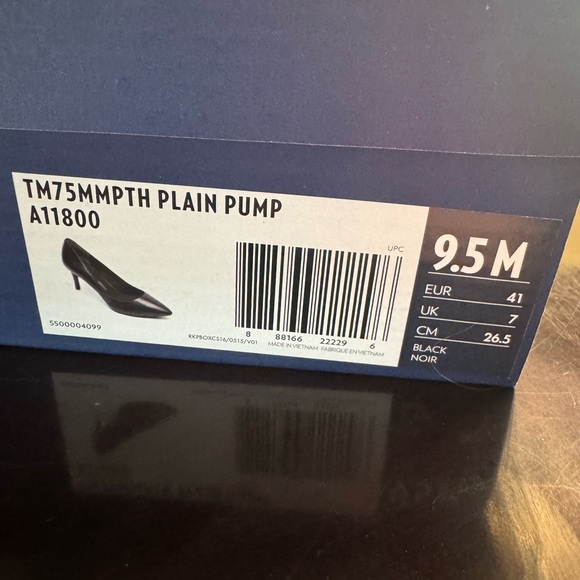 TM75MMPTH PLAIN PUMP
A11800
5500004099
UPC
8 88166 22229 6
RKPBOXCS16/0515/V01
MADE IN VIETNAM · FABRIQUE EN VIETNAM
9.5 M
EUR 41
UK 7
CM 26.5
BLACK
NOIR